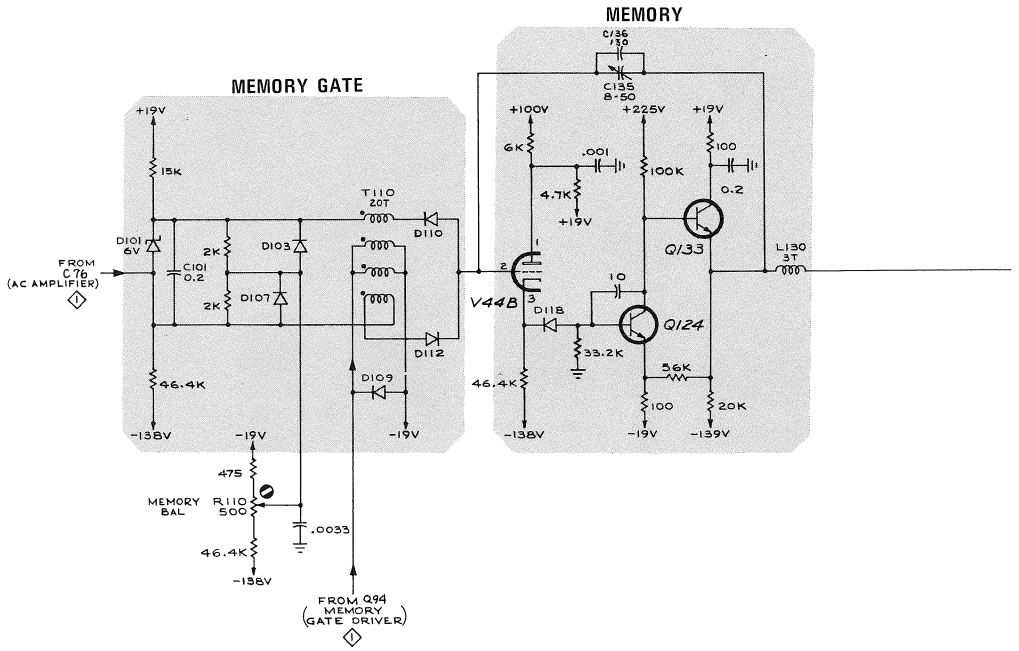 MEMORY
C136
130
C135
8-50
MEMORY GATE
+19V
15K
T110
20T
D110
D101
6V
C101
0.2
2K
D103
2K
D107
D112
D109
46.4K
-138V
-19V
FROM
C76
(AC AMPLIFIER)
1
+100V
6K
.001
4.7K
+19V
1
2
3
V44B
D118
10
33.2K
46.4K
-138V
+225V
100K
+19V
100
0.2
Q133
Q124
56K
100
20K
-19V
-139V
L130
3T
-19V
475
MEMORY
BAL
R110
500
.0033
46.4K
-138V
FROM Q94
(MEMORY
GATE DRIVER)
1